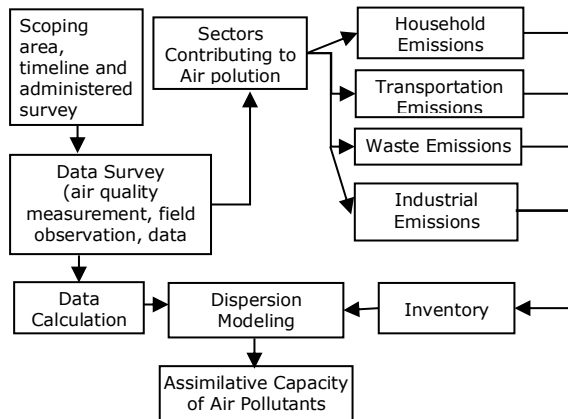 Scoping
area,
timeline and
administered
survey
Sectors
Contributing to
Air polution
Household
Emissions
Transportation
Emissions
Waste Emissions
Industrial
Emissions
Data Survey
(air quality
measurement, field
observation, data
Data
Calculation
Dispersion
Modeling
Inventory
Assimilative Capacity
of Air Pollutants